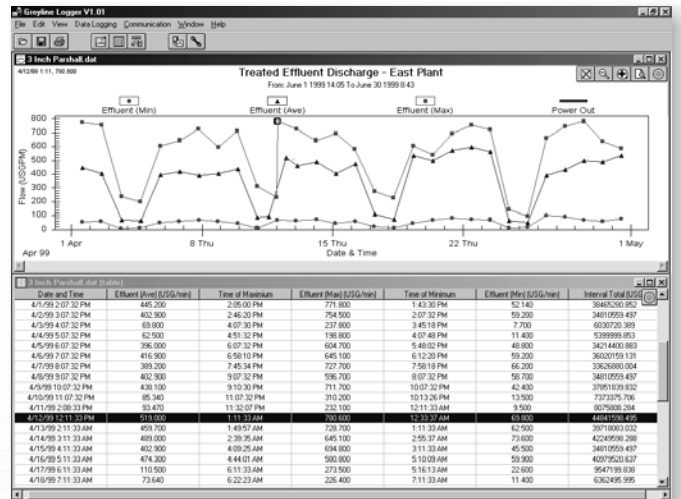 Greyline Logger V1.01
File Edit View Data Logging Communication Window Help
3 Inch Parshall.dat
4/12/99 1:11, 780.600
Treated Effluent Discharge - East Plant
From June 1 1999 14:05 To June 30 1999 8:43
Effluent (Min) Effluent (Ave) Effluent (Max) Power Out
Flow (USGPM)
800
700
600
500
400
300
200
100
0
1 Apr 8 Thu 15 Thu 22 Thu 1 May
Apr 99 Date & Time
3 Inch Parshall.dat (table)
Date and Time Effluent (Ave) (USG/min) Time of Maximum Effluent (Max) (USG/min) Time of Minimum Effluent (Min) (USG/min) Interval Total (USG
4/1/99 2:07:32 PM 445.200 2:05:00 PM 771.800 1:43:30 PM 52.140 38465280.852
4/2/99 3:07:32 PM 402.900 2:46:20 PM 754.500 2:07:32 PM 59.200 34810559.497
4/3/99 4:07:32 PM 69.800 4:07:30 PM 237.800 3:45:18 PM 7.700 6030720.389
4/4/99 5:07:32 PM 62.500 4:51:32 PM 198.800 4:07:48 PM 11.400 5399999.853
4/5/99 6:07:32 PM 396.000 6:07:32 PM 604.700 5:48:02 PM 48.800 34214400.883
4/6/99 7:07:32 PM 416.900 6:58:10 PM 645.100 6:12:20 PM 59.200 36020159.131
4/7/99 8:07:32 PM 389.200 7:45:34 PM 727.700 7:58:18 PM 66.200 33626880.004
4/8/99 9:07:32 PM 402.900 9:07:32 PM 596.700 8:07:32 PM 58.700 34810559.497
4/9/99 10:07:32 PM 438.100 9:10:30 PM 711.700 10:07:32 PM 42.400 37851839.832
4/10/99 11:07:32 PM 85.340 11:07:32 PM 310.200 10:13:26 PM 13.500 7373375.706
4/11/99 2:08:33 PM 93.470 11:32:07 PM 232.100 12:11:33 AM 9.500 8075808.284
4/12/99 12:11:33 PM 519.000 1:11:33 AM 780.600 12:33:37 AM 69.800 44841598.495
4/13/99 2:11:33 AM 459.700 1:49:57 AM 728.700 1:11:33 AM 62.500 39718083.032
4/14/99 3:11:33 AM 489.000 2:39:35 AM 645.100 2:55:37 AM 73.600 42249598.288
4/15/99 4:11:33 AM 402.900 4:09:25 AM 694.800 3:11:33 AM 45.500 34810559.497
4/16/99 5:11:33 AM 474.300 4:44:01 AM 580.800 5:10:09 AM 59.900 40979520.637
4/17/99 6:11:33 AM 110.500 6:11:33 AM 273.500 5:16:13 AM 22.600 9547199.838
4/18/99 7:11:33 AM 73.640 6:22:23 AM 226.400 7:11:33 AM 11.400 6362495.995